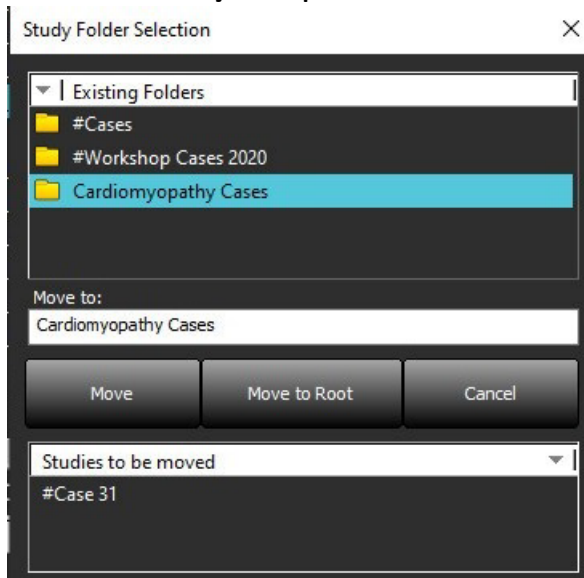 Study Folder Selection
Existing Folders
#Cases
#Workshop Cases 2020
Cardiomyopathy Cases
Move to:
Cardiomyopathy Cases
Move
Move to Root
Cancel
Studies to be moved
#Case 31